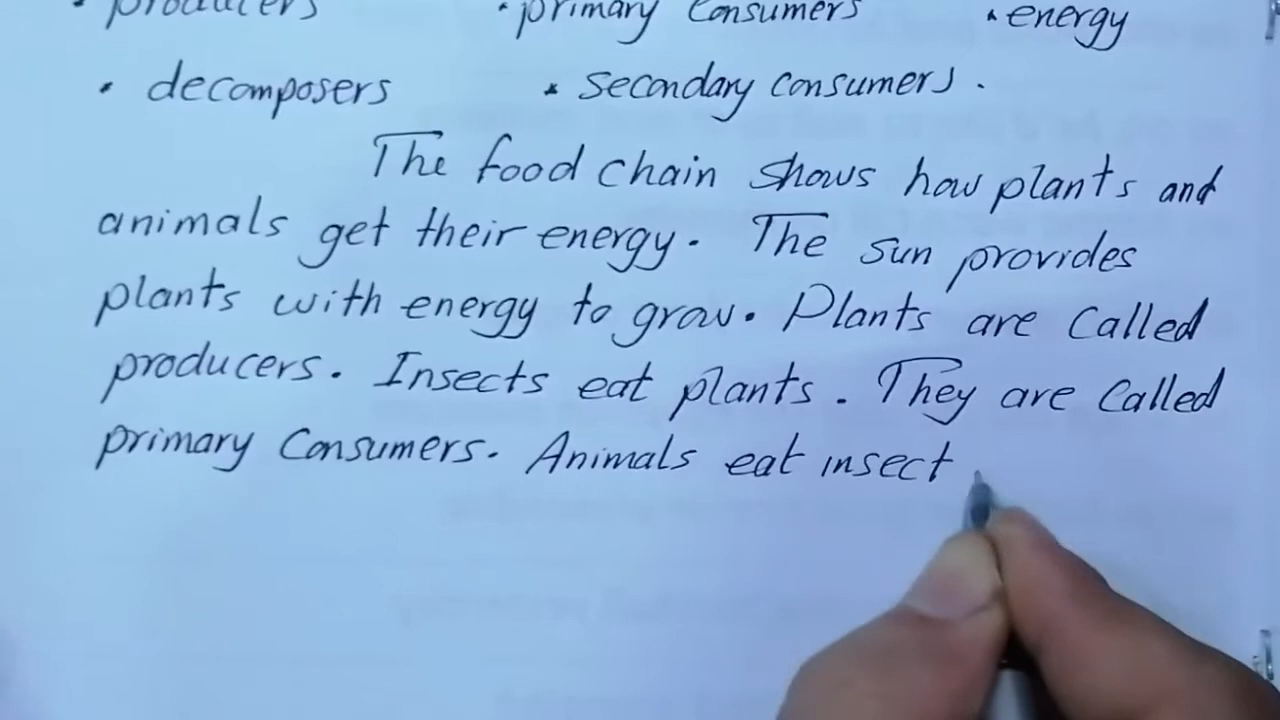 • producers • primary Consumers • energy
• decomposers • secondary consumers.
The food chain shows how plants and
animals get their energy. The sun provides
plants with energy to grow. Plants are called
producers. Insects eat plants. They are called
primary Consumers. Animals eat insect